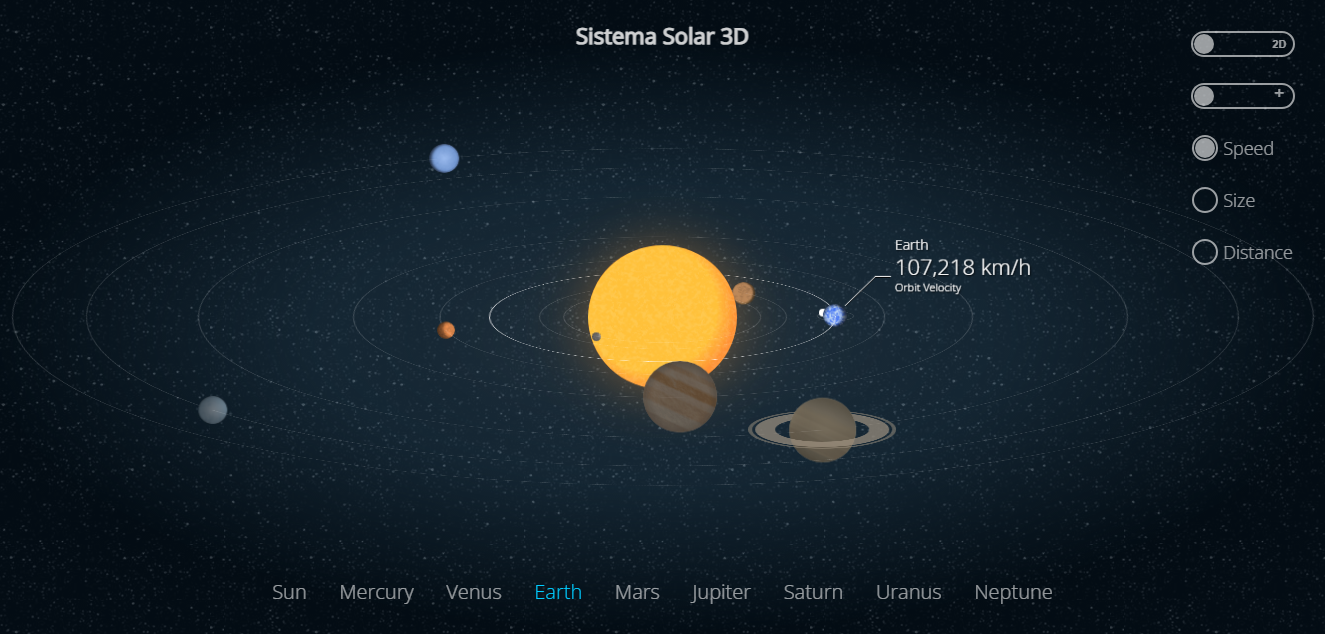 Sistema Solar 3D
2D
+
Speed
Size
Distance
Earth
107,218 km/h
Orbit Velocity
Sun Mercury Venus Earth Mars Jupiter Saturn Uranus Neptune